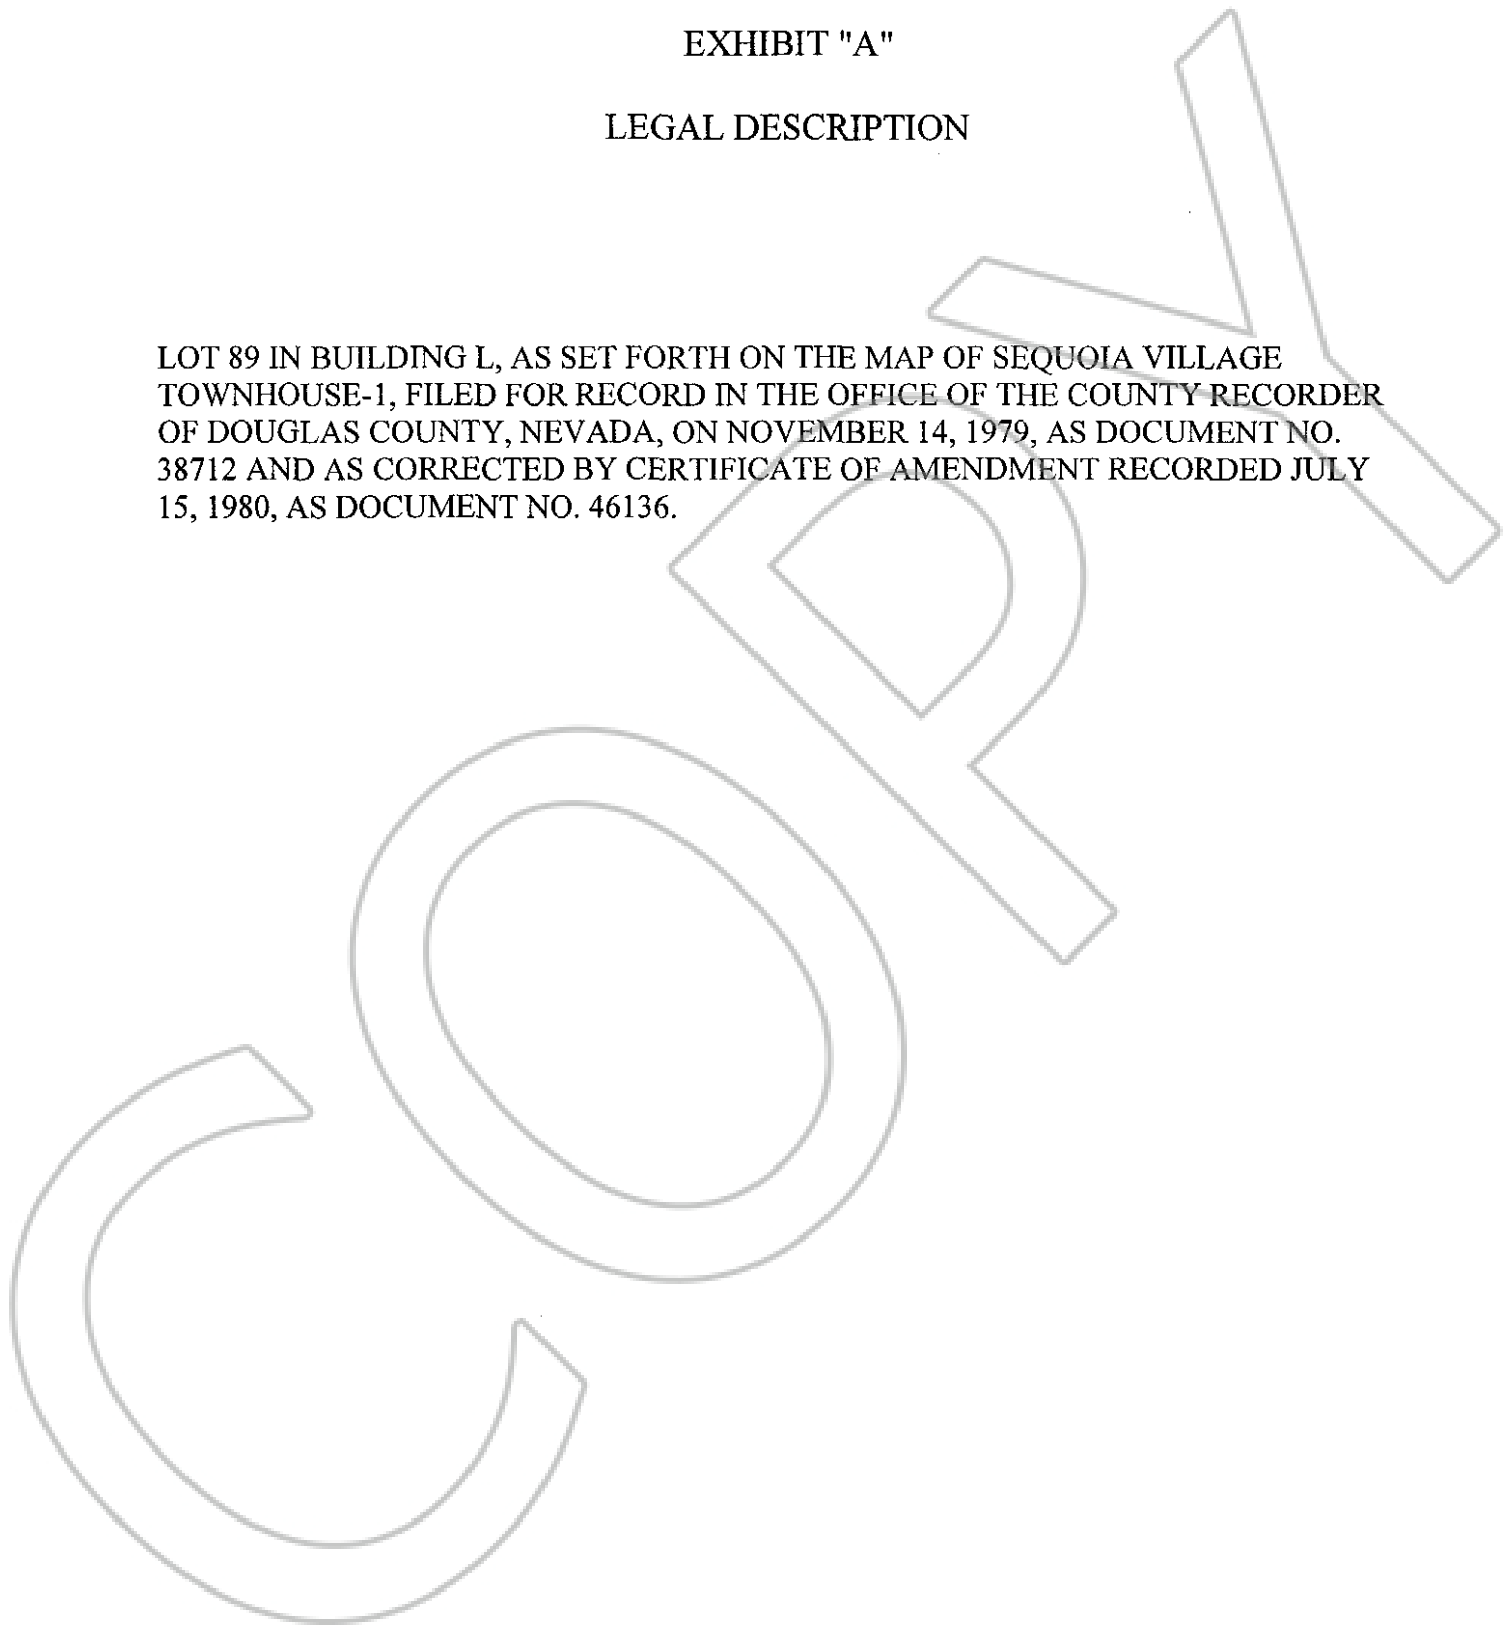 EXHIBIT "A"
LEGAL DESCRIPTION
LOT 89 IN BUILDING L, AS SET FORTH ON THE MAP OF SEQUOIA VILLAGE
TOWNHOUSE-1, FILED FOR RECORD IN THE OFFICE OF THE COUNTY RECORDER
OF DOUGLAS COUNTY, NEVADA, ON NOVEMBER 14, 1979, AS DOCUMENT NO.
38712 AND AS CORRECTED BY CERTIFICATE OF AMENDMENT RECORDED JULY
15, 1980, AS DOCUMENT NO. 46136.
COPY